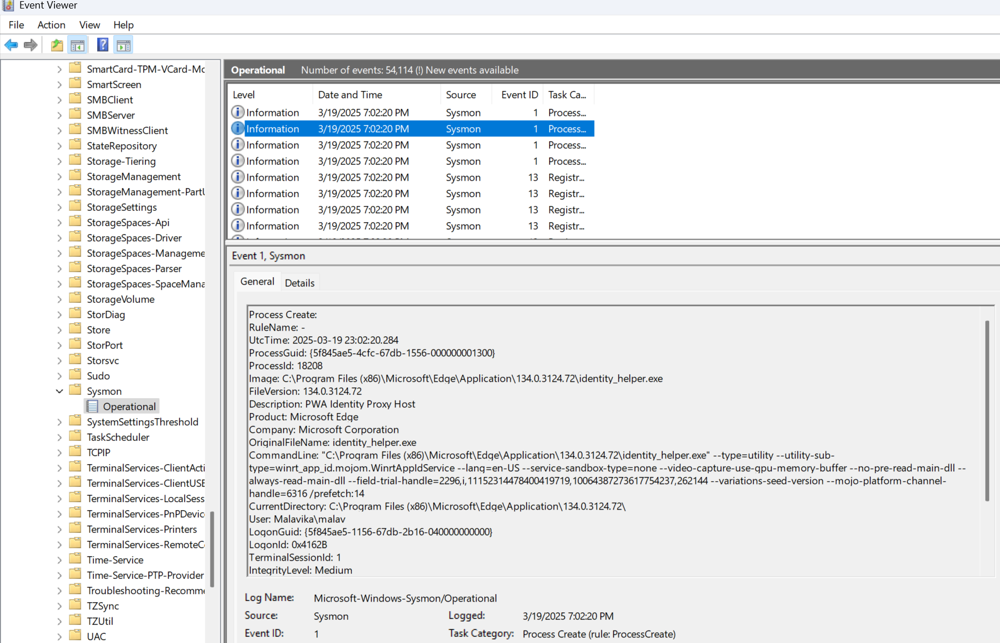 Event Viewer
File Action View Help
SmartCard-TPM-VCard-Mc
SmartScreen
SMBClient
SMBServer
SMBWitnessClient
StateRepository
Storage-Tiering
StorageManagement
StorageManagement-PartU
StorageSettings
StorageSpaces-Api
StorageSpaces-Driver
StorageSpaces-Manageme
StorageSpaces-Parser
StorageSpaces-SpaceMana
StorageVolume
StorDiag
Store
StorPort
Storsvc
Sudo
Sysmon
Operational
SystemSettingsThreshold
TaskScheduler
TCPIP
TerminalServices-ClientActi
TerminalServices-ClientUSE
TerminalServices-LocalSess
TerminalServices-PnPDevic
TerminalServices-Printers
TerminalServices-RemoteC
Time-Service
Time-Service-PTP-Provider
Troubleshooting-Recomme
TZSync
TZUtil
UAC
Operational Number of events: 54,114 (!) New events available
Level Date and Time Source Event ID Task Ca...
Information 3/19/2025 7:02:20 PM Sysmon 1 Process...
Information 3/19/2025 7:02:20 PM Sysmon 1 Process...
Information 3/19/2025 7:02:20 PM Sysmon 1 Process...
Information 3/19/2025 7:02:20 PM Sysmon 1 Process...
Information 3/19/2025 7:02:20 PM Sysmon 13 Registr...
Information 3/19/2025 7:02:20 PM Sysmon 13 Registr...
Information 3/19/2025 7:02:20 PM Sysmon 13 Registr...
Information 3/19/2025 7:02:20 PM Sysmon 13 Registr...
Event 1, Sysmon
General Details
Process Create:
RuleName: -
UtcTime: 2025-03-19 23:02:20.284
ProcessGuid: {5f845ae5-4cfc-67db-1556-000000001300}
ProcessId: 18208
Image: C:\Program Files (x86)\Microsoft\Edge\Application\134.0.3124.72\identity_helper.exe
FileVersion: 134.0.3124.72
Description: PWA Identity Proxy Host
Product: Microsoft Edge
Company: Microsoft Corporation
OriginalFileName: identity_helper.exe
CommandLine: "C:\Program Files (x86)\Microsoft\Edge\Application\134.0.3124.72\identity_helper.exe" --type=utility --utility-sub-
type=winrt_app_id.mojom.WinrtAppIdService --lang=en-US --service-sandbox-type=none --video-capture-use-gpu-memory-buffer --no-pre-read-main-dll --
always-read-main-dll --field-trial-handle=2296,i,11152314478400419719,10064387273617754237,262144 --variations-seed-version --mojo-platform-channel-
handle=6316 /prefetch:14
CurrentDirectory: C:\Program Files (x86)\Microsoft\Edge\Application\134.0.3124.72\
User: Malavika\malav
LogonGuid: {5f845ae5-1156-67db-2b16-040000000000}
LogonId: 0x4162B
TerminalSessionId: 1
IntegrityLevel: Medium
Log Name: Microsoft-Windows-Sysmon/Operational
Source: Sysmon Logged: 3/19/2025 7:02:20 PM
Event ID: 1 Task Category: Process Create (rule: ProcessCreate)